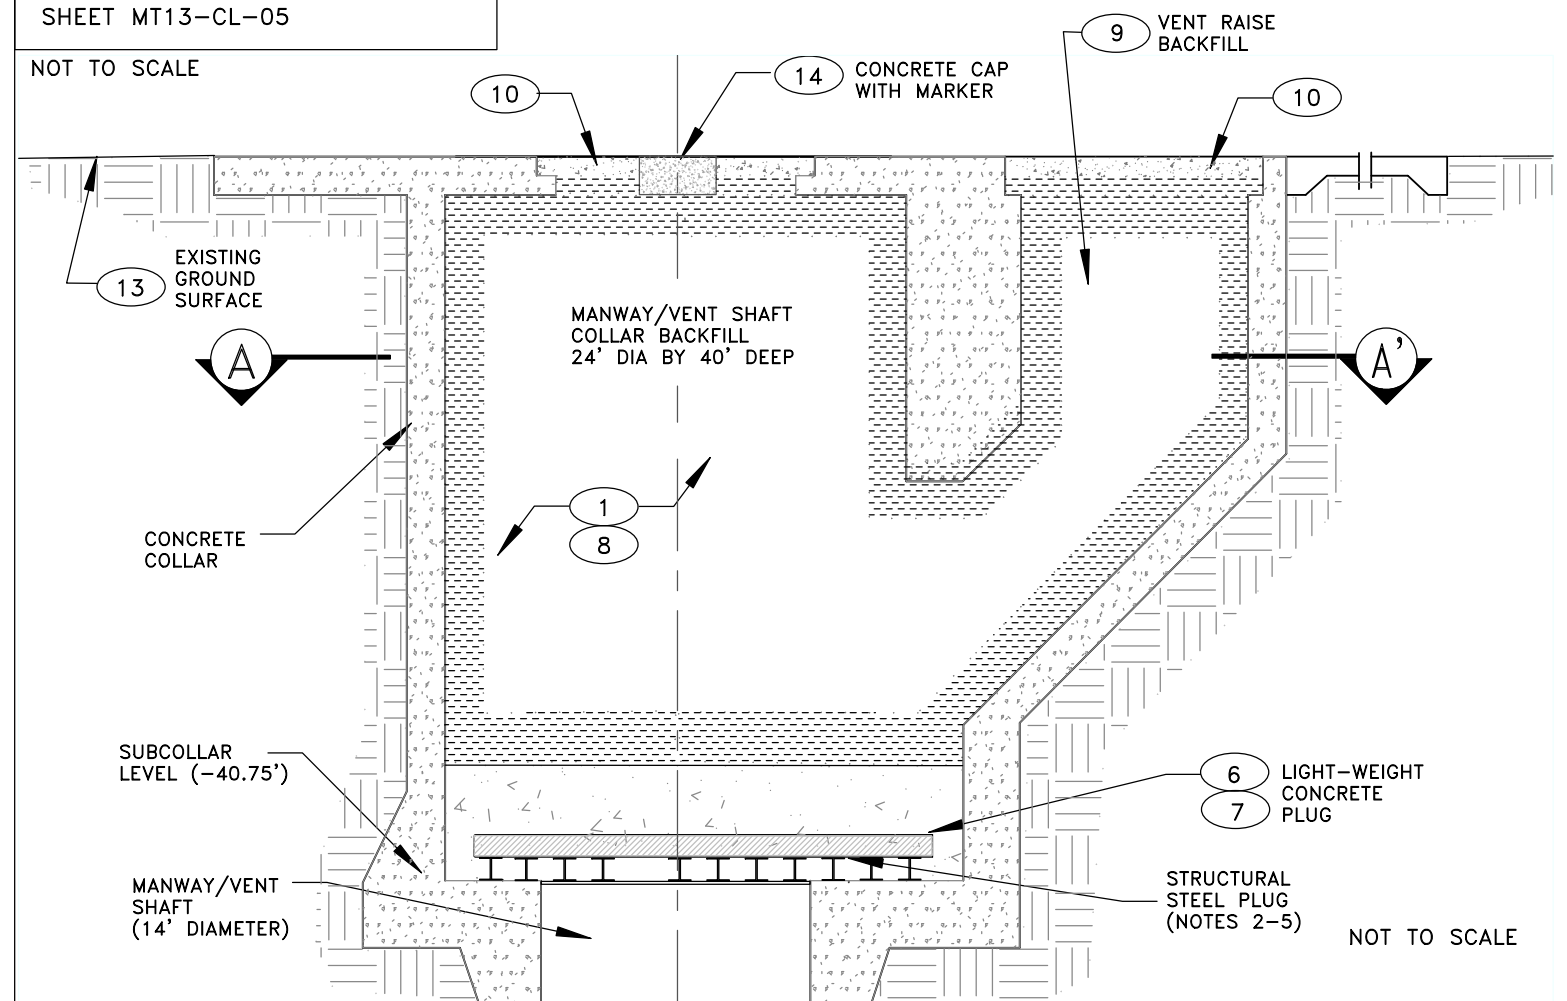 SHEET MT13-CL-05
NOT TO SCALE
9
VENT RAISE
BACKFILL
14
CONCRETE CAP
WITH MARKER
10
10
13
EXISTING
GROUND
SURFACE
MANWAY/VENT SHAFT
COLLAR BACKFILL
24' DIA BY 40' DEEP
A
A'
1
8
CONCRETE
COLLAR
SUBCOLLAR
LEVEL (-40.75')
6
7
LIGHT-WEIGHT
CONCRETE
PLUG
MANWAY/VENT
SHAFT
(14' DIAMETER)
STRUCTURAL
STEEL PLUG
(NOTES 2-5)
NOT TO SCALE